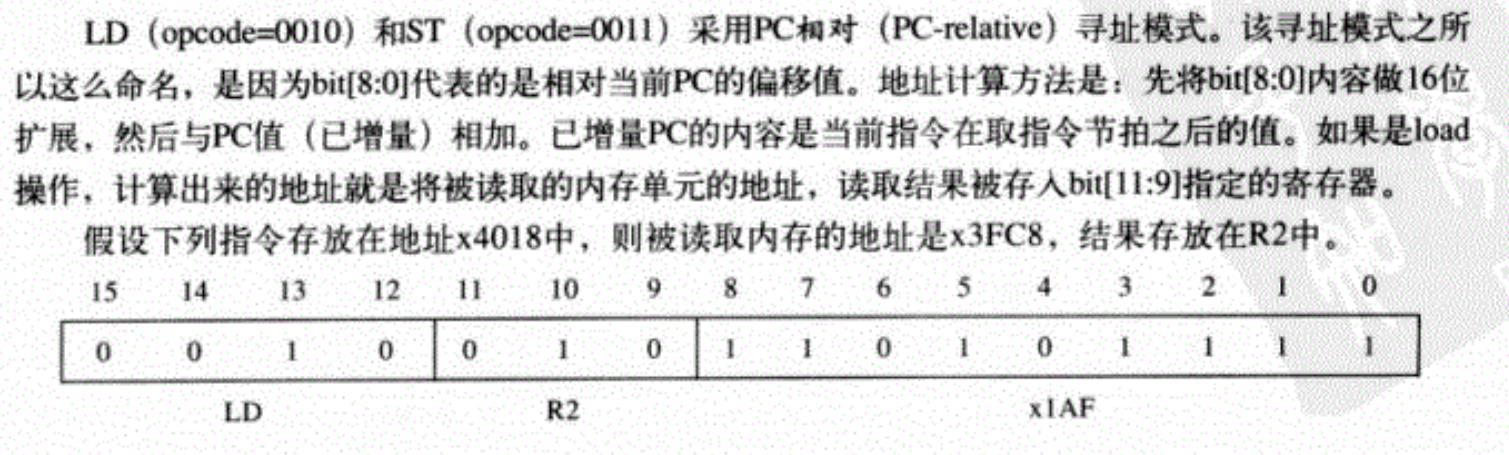 LD（opcode=0010）和ST（opcode=0011）采用PC相对（PC-relative）寻址模式。该寻址模式之所
以这么命名，是因为bit[8:0]代表的是相对当前PC的偏移值。地址计算方法是：先将bit[8:0]内容做16位
扩展，然后与PC值（已增量）相加。已增量PC的内容是当前指令在取指令节拍之后的值。如果是load
操作，计算出来的地址就是将被读取的内存单元的地址，读取结果被存入bit[11:9]指定的寄存器。
假设下列指令存放在地址x4018中，则被读取内存的地址是x3FC8，结果存放在R2中。
15 14 13 12 11 10 9 8 7 6 5 4 3 2 1 0
0 0 1 0 0 1 0 1 1 0 1 0 1 1 1 1
LD R2 x1AF